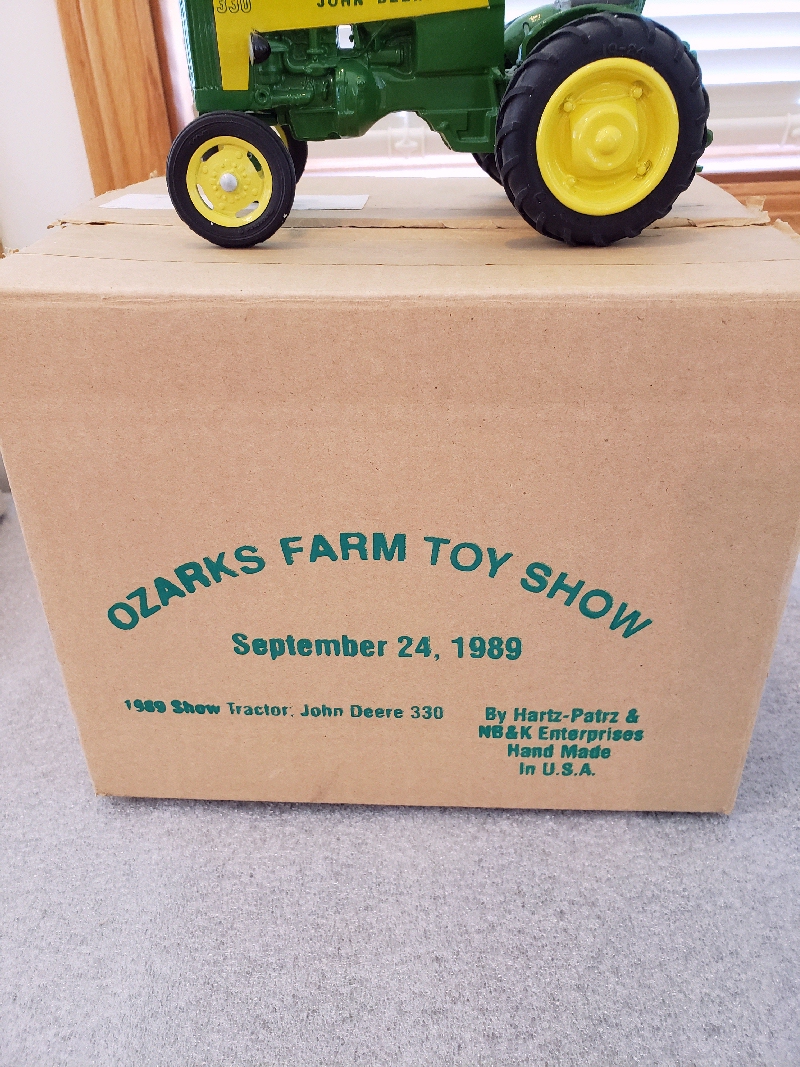 330
JOHN DEERE
OZARKS FARM TOY SHOW
September 24, 1989
1989 Show Tractor: John Deere 330
By Hartz-Patrz &
NB&K Enterprises
Hand Made
In U.S.A.